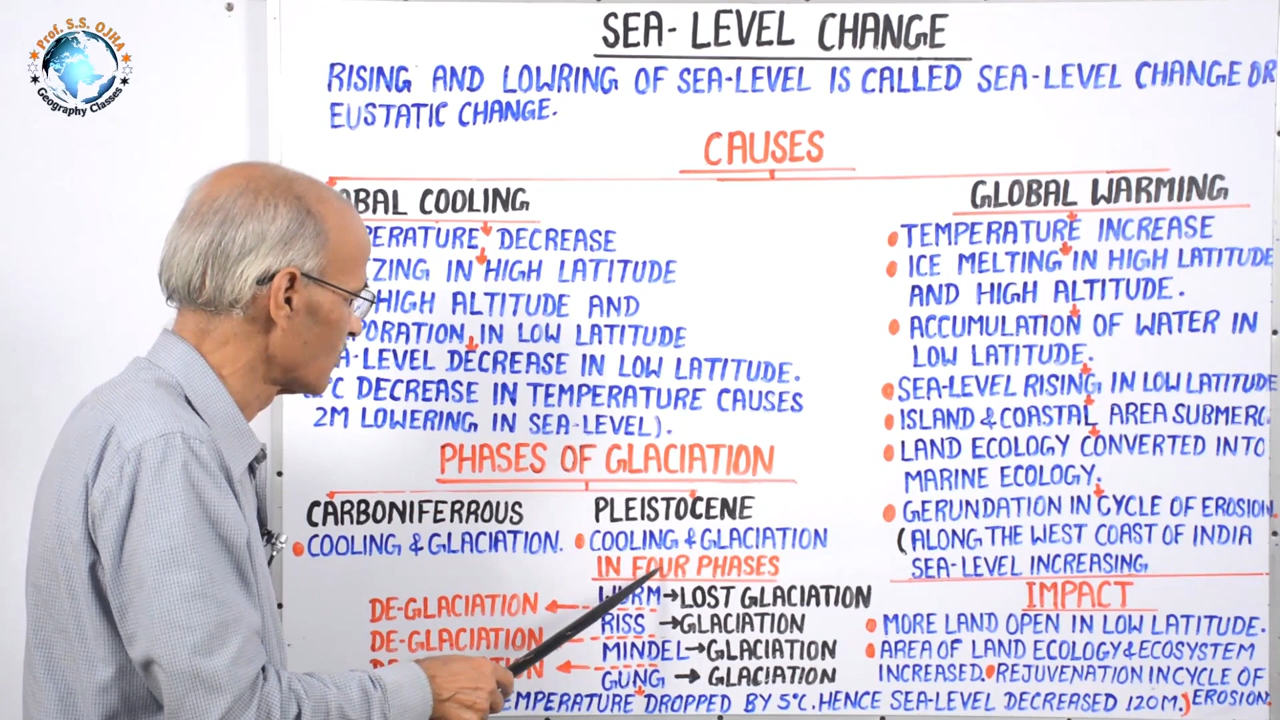 Prof. S.S. OJHA
Geography Classes
SEA-LEVEL CHANGE
RISING AND LOWRING OF SEA-LEVEL IS CALLED SEA-LEVEL CHANGE OR
EUSTATIC CHANGE.
CAUSES
BAL COOLING
PERATURE DECREASE
IZING IN HIGH LATITUDE
HIGH ALTITUDE AND
PORATION IN LOW LATITUDE
A-LEVEL DECREASE IN LOW LATITUDE.
°C DECREASE IN TEMPERATURE CAUSES
2M LOWERING IN SEA-LEVEL).
GLOBAL WARMING
TEMPERATURE INCREASE
ICE MELTING IN HIGH LATITUDE
AND HIGH ALTITUDE.
ACCUMULATION OF WATER IN
LOW LATITUDE.
SEA-LEVEL RISING IN LOW LATITUDE
ISLAND & COASTAL AREA SUBMERG
LAND ECOLOGY CONVERTED INTO
MARINE ECOLOGY.
GERUNDATION IN CYCLE OF EROSION.
(ALONG THE WEST COAST OF INDIA
SEA-LEVEL INCREASING
PHASES OF GLACIATION
CARBONIFERROUS
COOLING & GLACIATION.
PLEISTOCENE
COOLING & GLACIATION
IN FOUR PHASES
DE-GLACIATION WURM→LOST GLACIATION
RISS →GLACIATION
DE-GLACIATION MINDEL→GLACIATION
GUNG → GLACIATION
EMPERATURE DROPPED BY 5°C. HENCE SEA-LEVEL DECREASED 120M.)
IMPACT
MORE LAND OPEN IN LOW LATITUDE.
AREA OF LAND ECOLOGY & ECOSYSTEM
INCREASED. REJUVENATION IN CYCLE OF
EROSION.